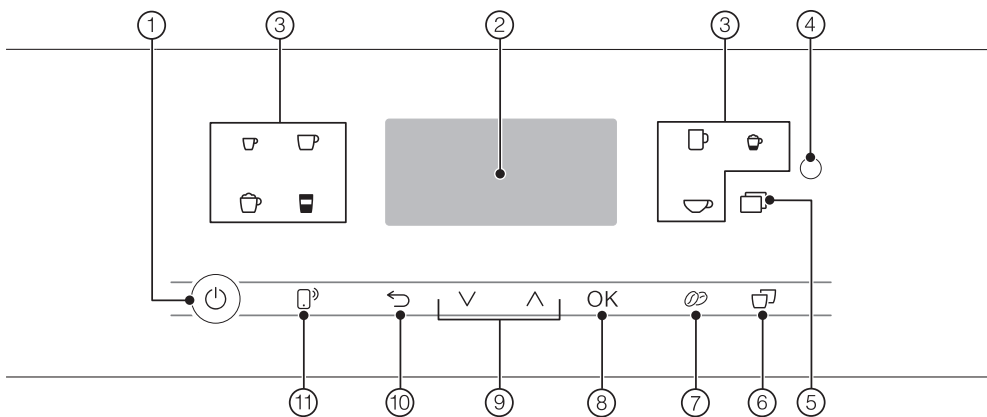 ① ③ ② ③ ④
OK
⑪ ⑩ ⑨ ⑧ ⑦ ⑥ ⑤